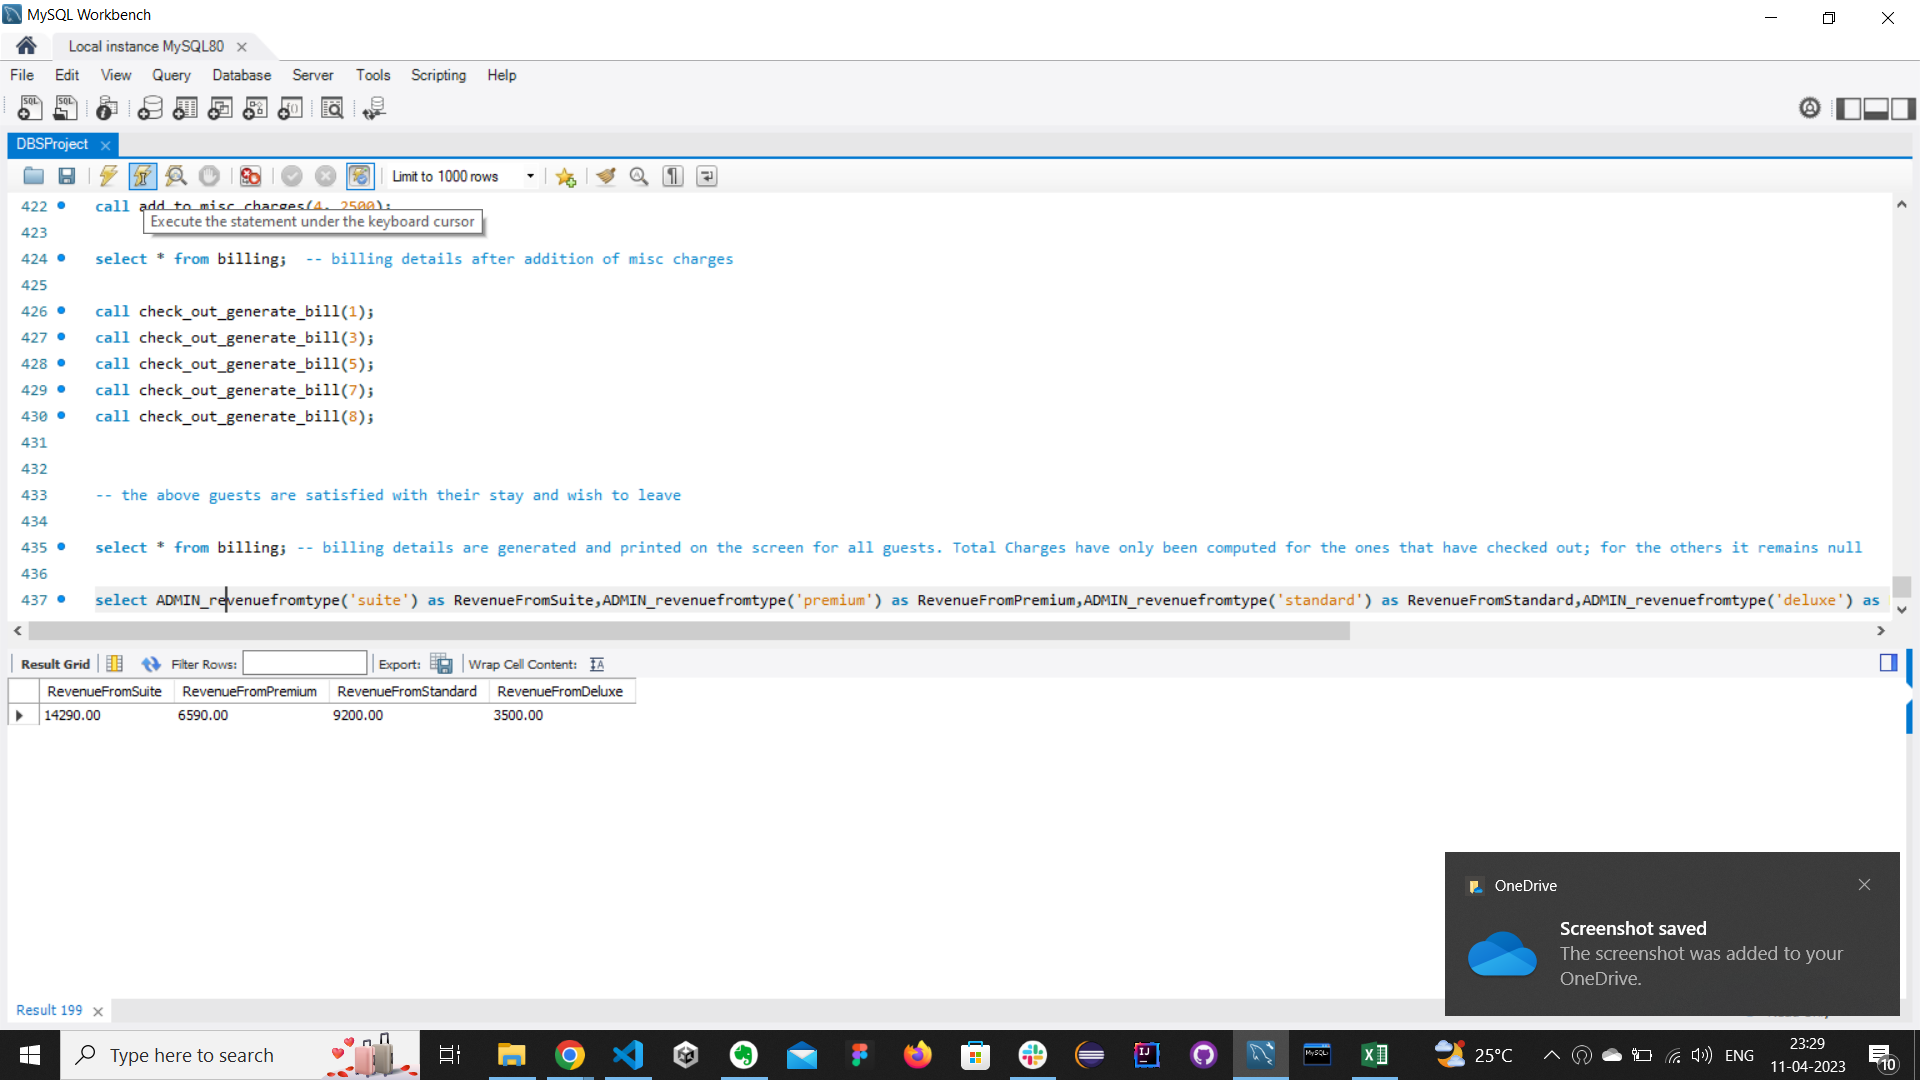 MySQL Workbench
Local instance MySQL80
File Edit View Query Database Server Tools Scripting Help
DBSProject
Limit to 1000 rows
422 call add_to_misc_charges(4, 2500);
Execute the statement under the keyboard cursor
423
424 select * from billing;  -- billing details after addition of misc charges
425
426 call check_out_generate_bill(1);
427 call check_out_generate_bill(3);
428 call check_out_generate_bill(5);
429 call check_out_generate_bill(7);
430 call check_out_generate_bill(8);
431
432
433 -- the above guests are satisfied with their stay and wish to leave
434
435 select * from billing; -- billing details are generated and printed on the screen for all guests. Total Charges have only been computed for the ones that have checked out; for the others it remains null
436
437 select ADMIN_revenuefromtype('suite') as RevenueFromSuite,ADMIN_revenuefromtype('premium') as RevenueFromPremium,ADMIN_revenuefromtype('standard') as RevenueFromStandard,ADMIN_revenuefromtype('deluxe') as
Result Grid Filter Rows: Export: Wrap Cell Content:
RevenueFromSuite RevenueFromPremium RevenueFromStandard RevenueFromDeluxe
14290.00 6590.00 9200.00 3500.00
OneDrive
Screenshot saved
The screenshot was added to your
OneDrive.
Result 199
Type here to search
25°C
ENG
23:29
11-04-2023
10